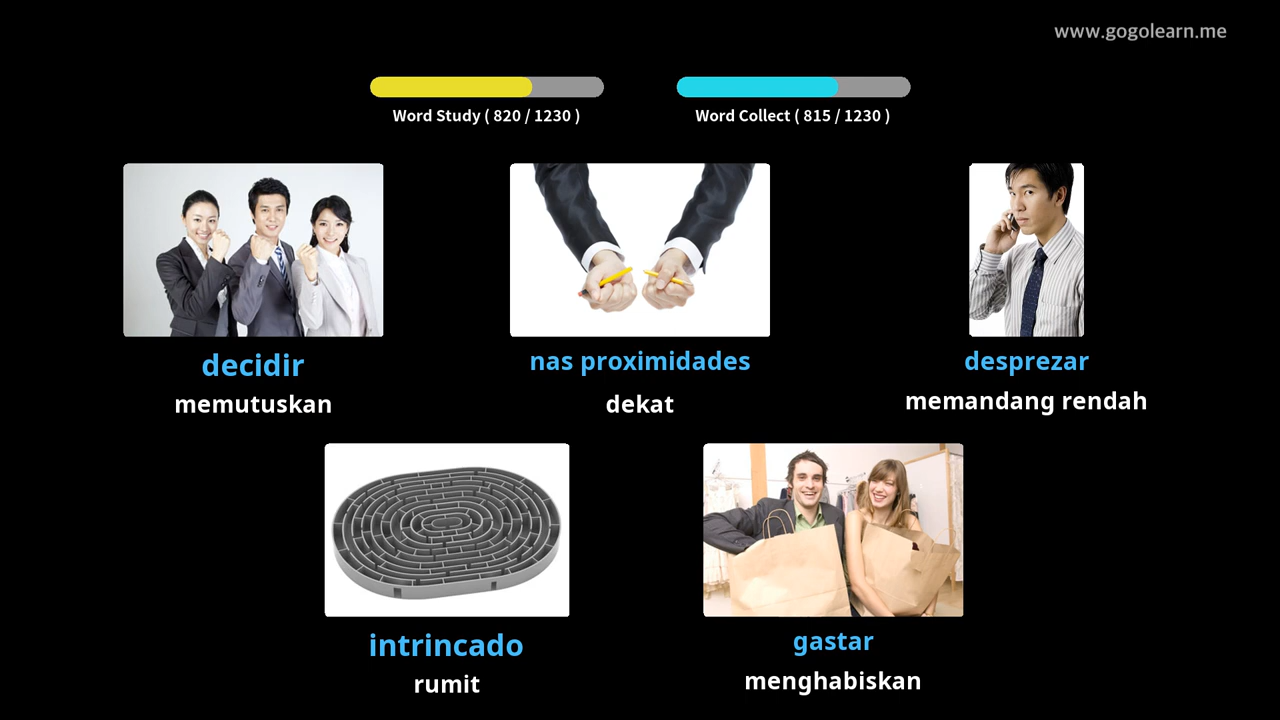 www.gogolearn.me
Word Study ( 820 / 1230 )
Word Collect ( 815 / 1230 )
decidir
memutuskan
nas proximidades
dekat
desprezar
memandang rendah
intrincado
rumit
gastar
menghabiskan